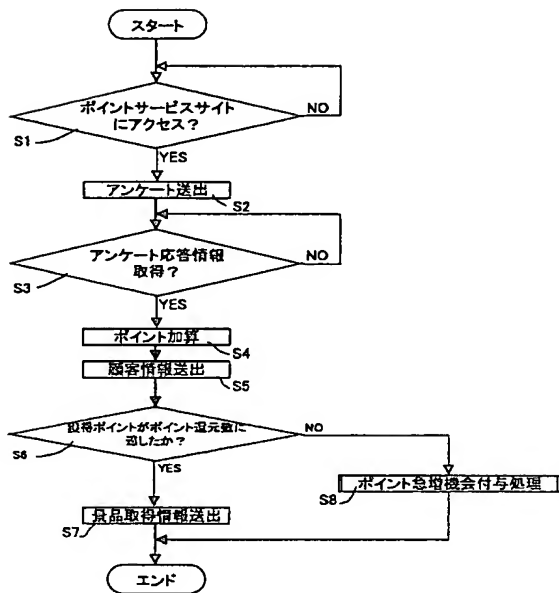 スタート
ポイントサービスサイト
にアクセス？
NO
S1
YES
アンケート送出
S2
アンケート応答情報
取得？
NO
S3
YES
ポイント加算
S4
顧客情報送出
S5
取得ポイントがポイント還元数に
達したか？
NO
S6
YES
S8
ポイント急増機会付与処理
景品取得情報送出
S7
エンド